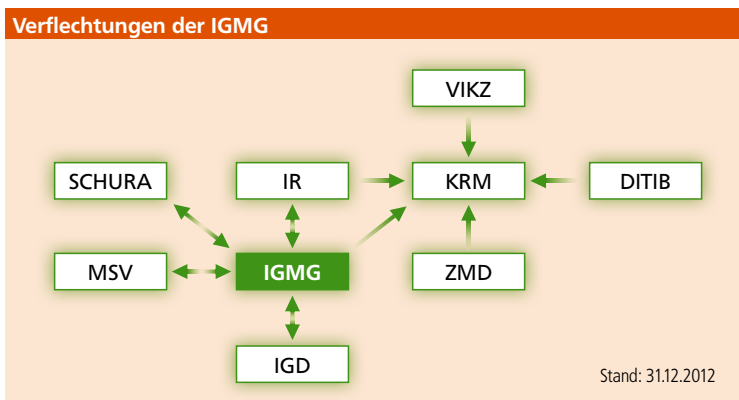 Verflechtungen der IGMG
VIKZ
SCHURA
IR
KRM
DITIB
MSV
IGMG
ZMD
IGD
Stand: 31.12.2012